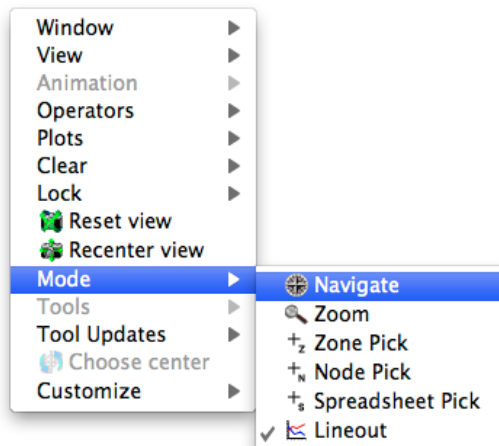 Window
View
Animation
Operators
Plots
Clear
Lock
Reset view
Recenter view
Mode
Tools
Tool Updates
Choose center
Customize
Navigate
Zoom
+z Zone Pick
+N Node Pick
+s Spreadsheet Pick
Lineout